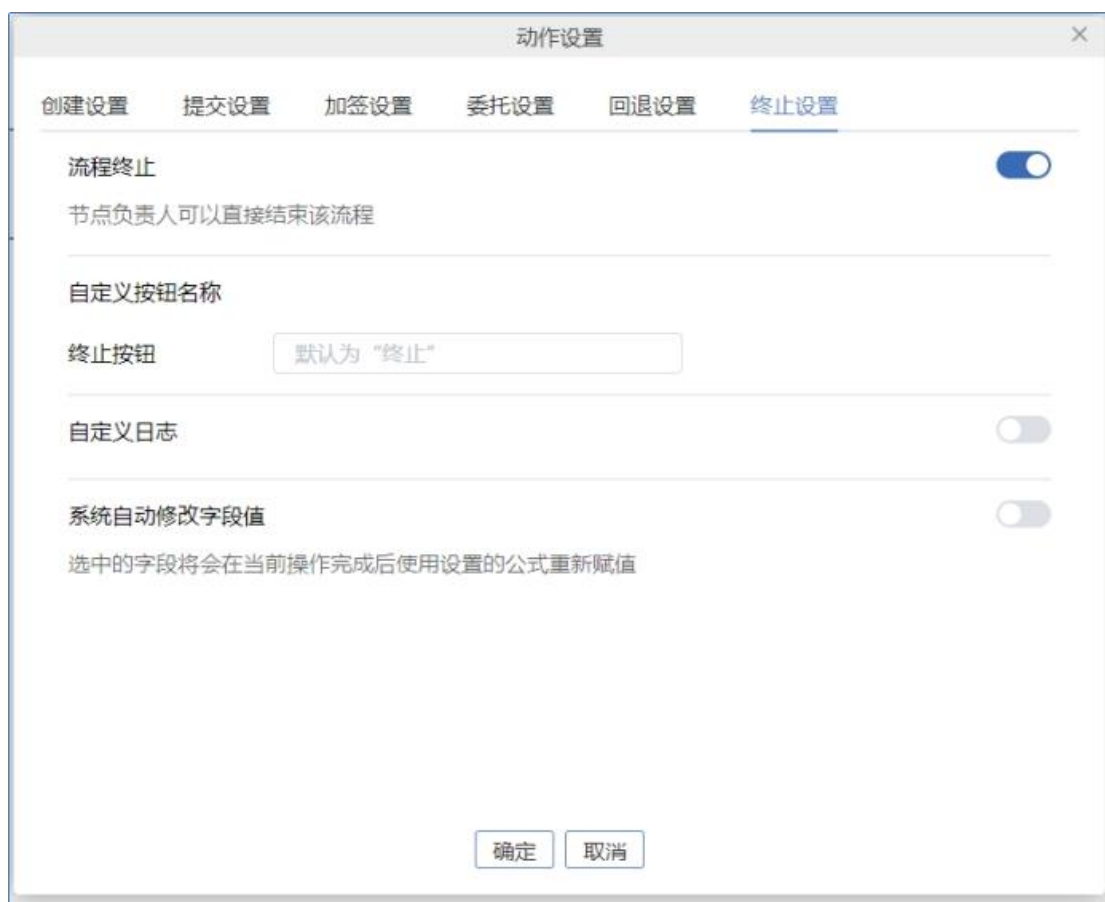 动作设置
创建设置 提交设置 加签设置 委托设置 回退设置 终止设置
流程终止
节点负责人可以直接结束该流程
自定义按钮名称
终止按钮 默认为“终止”
自定义日志
系统自动修改字段值
选中的字段将会在当前操作完成后使用设置的公式重新赋值
确定 取消